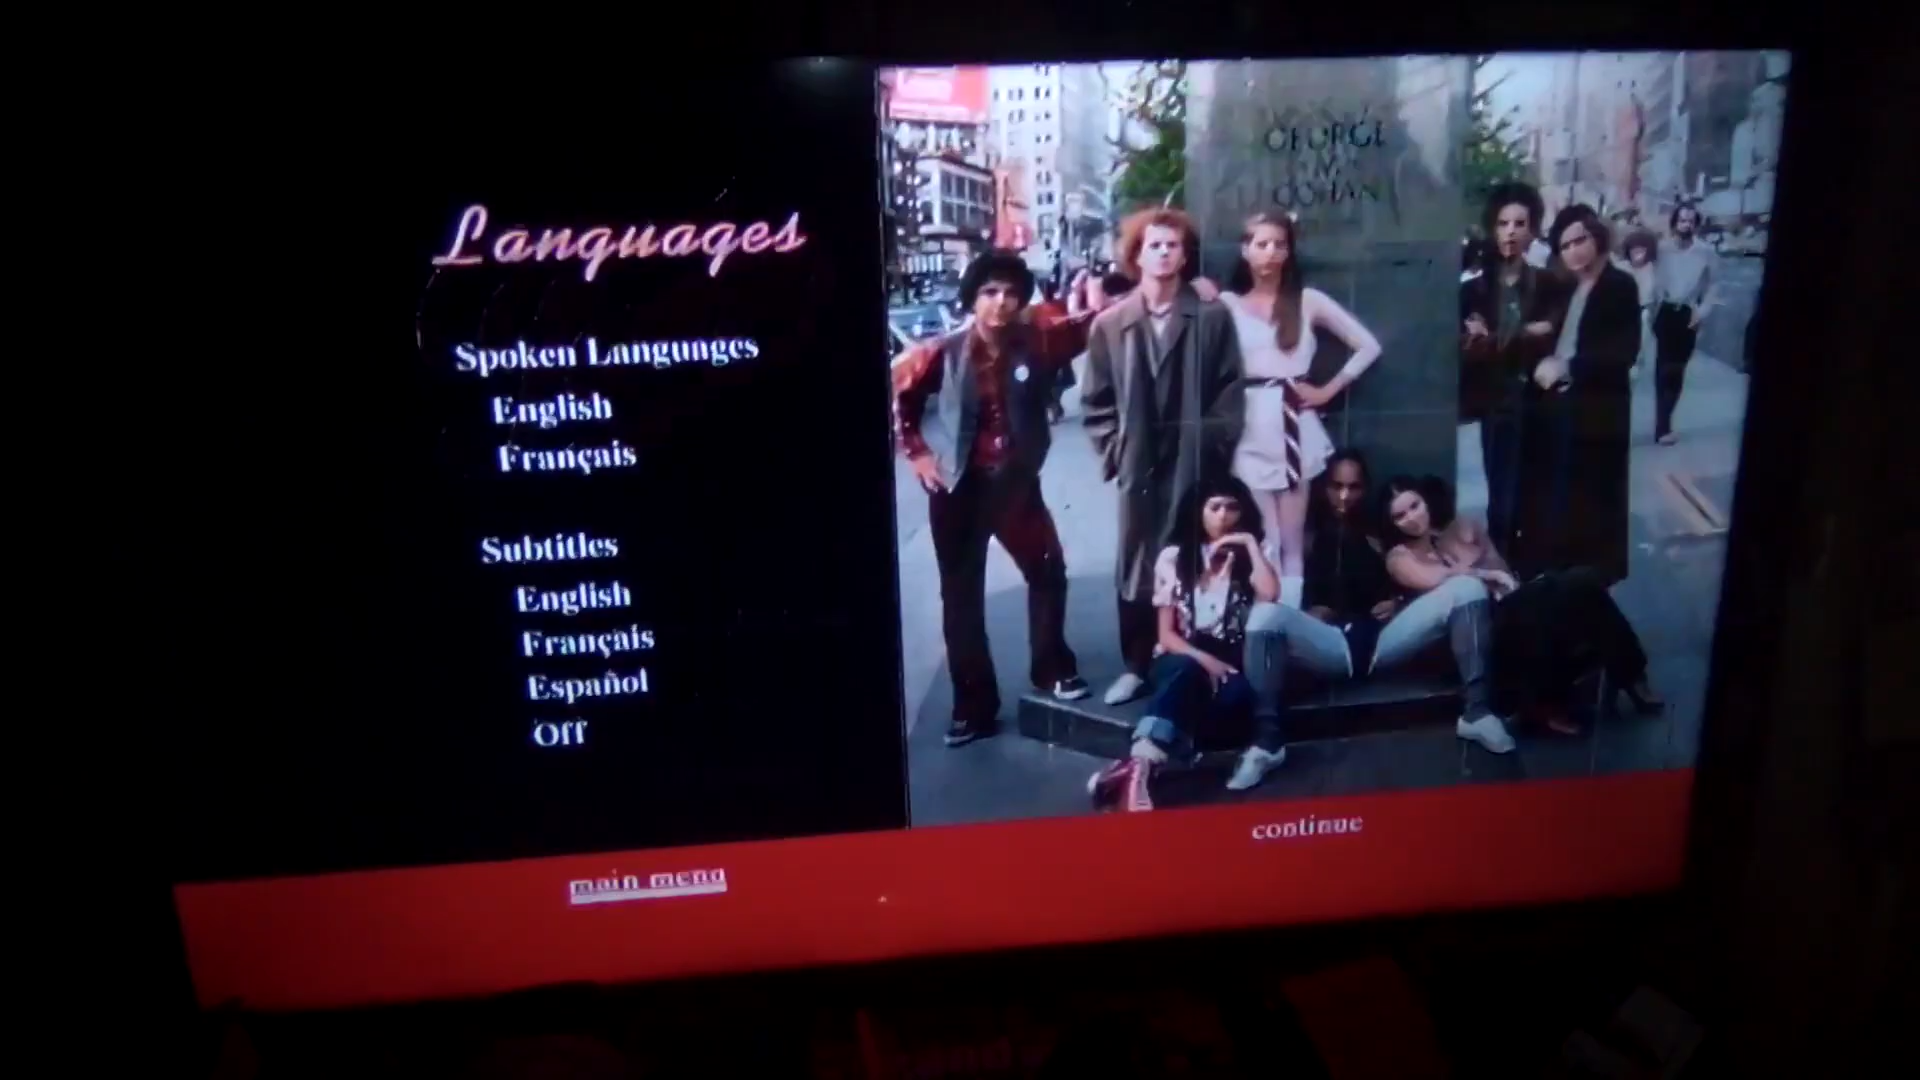 Languages
Spoken Languages
English
Français
Subtitles
English
Français
Español
Off
GEORGE
M.
COHAN
main menu
continue